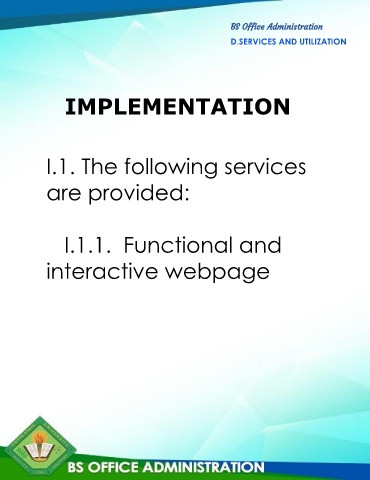 BS Office Administration
D.SERVICES AND UTILIZATION
IMPLEMENTATION
I.1. The following services
are provided:
I.1.1. Functional and
interactive webpage
BS OFFICE ADMINISTRATION